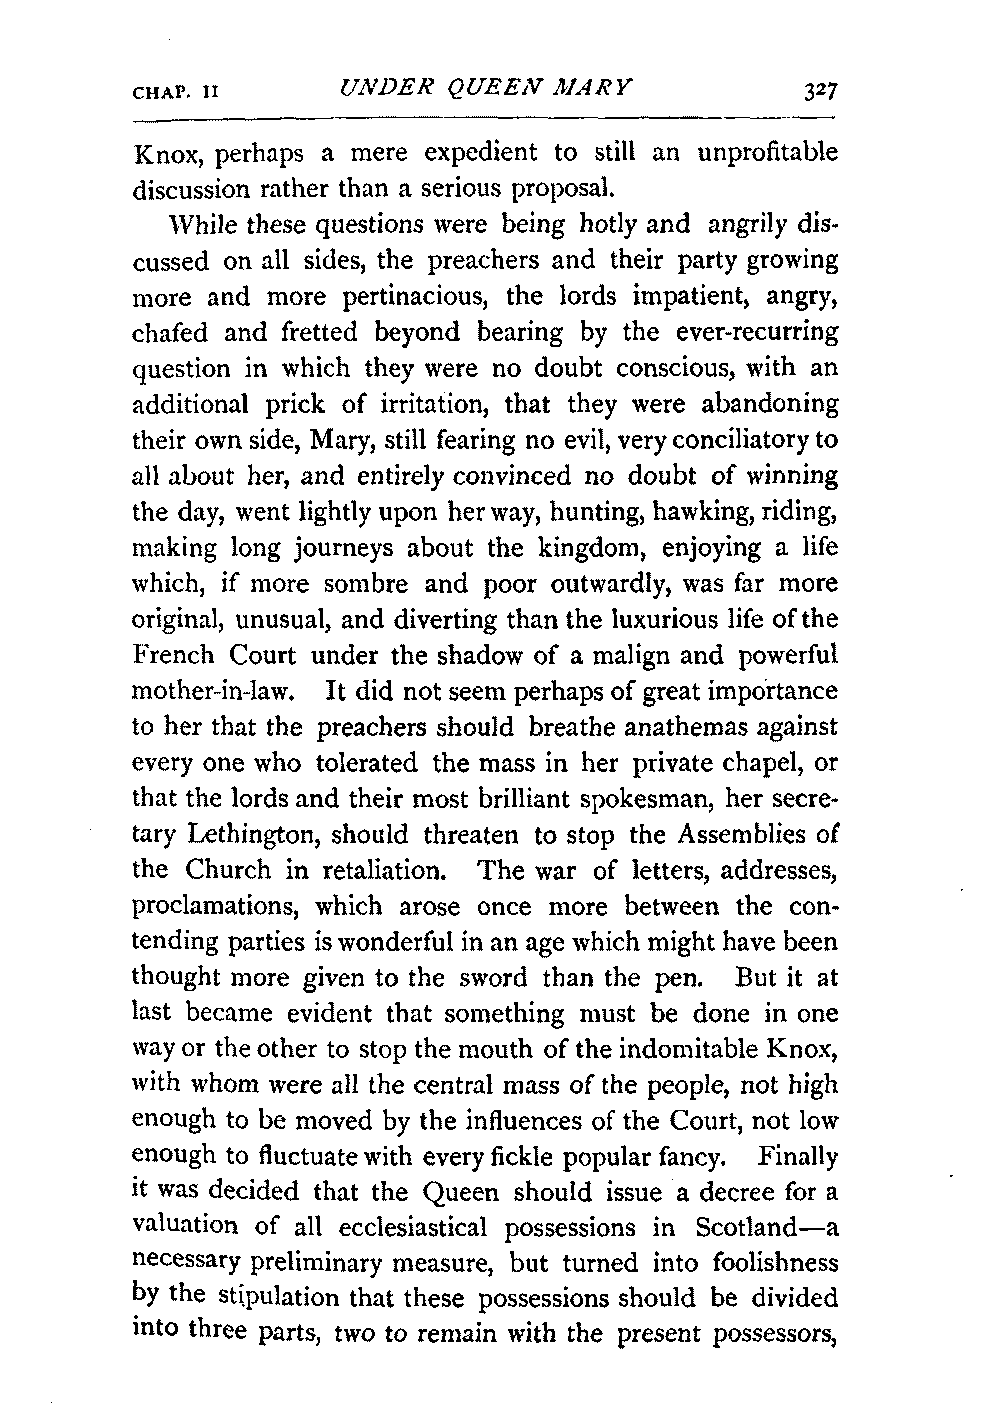 CHAP. II UNDER QUEEN MARY 327
Knox, perhaps a mere expedient to still an unprofitable
discussion rather than a serious proposal.
While these questions were being hotly and angrily dis-
cussed on all sides, the preachers and their party growing
more and more pertinacious, the lords impatient, angry,
chafed and fretted beyond bearing by the ever-recurring
question in which they were no doubt conscious, with an
additional prick of irritation, that they were abandoning
their own side, Mary, still fearing no evil, very conciliatory to
all about her, and entirely convinced no doubt of winning
the day, went lightly upon her way, hunting, hawking, riding,
making long journeys about the kingdom, enjoying a life
which, if more sombre and poor outwardly, was far more
original, unusual, and diverting than the luxurious life of the
French Court under the shadow of a malign and powerful
mother-in-law. It did not seem perhaps of great importance
to her that the preachers should breathe anathemas against
every one who tolerated the mass in her private chapel, or
that the lords and their most brilliant spokesman, her secre-
tary Lethington, should threaten to stop the Assemblies of
the Church in retaliation. The war of letters, addresses,
proclamations, which arose once more between the con-
tending parties is wonderful in an age which might have been
thought more given to the sword than the pen. But it at
last became evident that something must be done in one
way or the other to stop the mouth of the indomitable Knox,
with whom were all the central mass of the people, not high
enough to be moved by the influences of the Court, not low
enough to fluctuate with every fickle popular fancy. Finally
it was decided that the Queen should issue a decree for a
valuation of all ecclesiastical possessions in Scotland—a
necessary preliminary measure, but turned into foolishness
by the stipulation that these possessions should be divided
into three parts, two to remain with the present possessors,